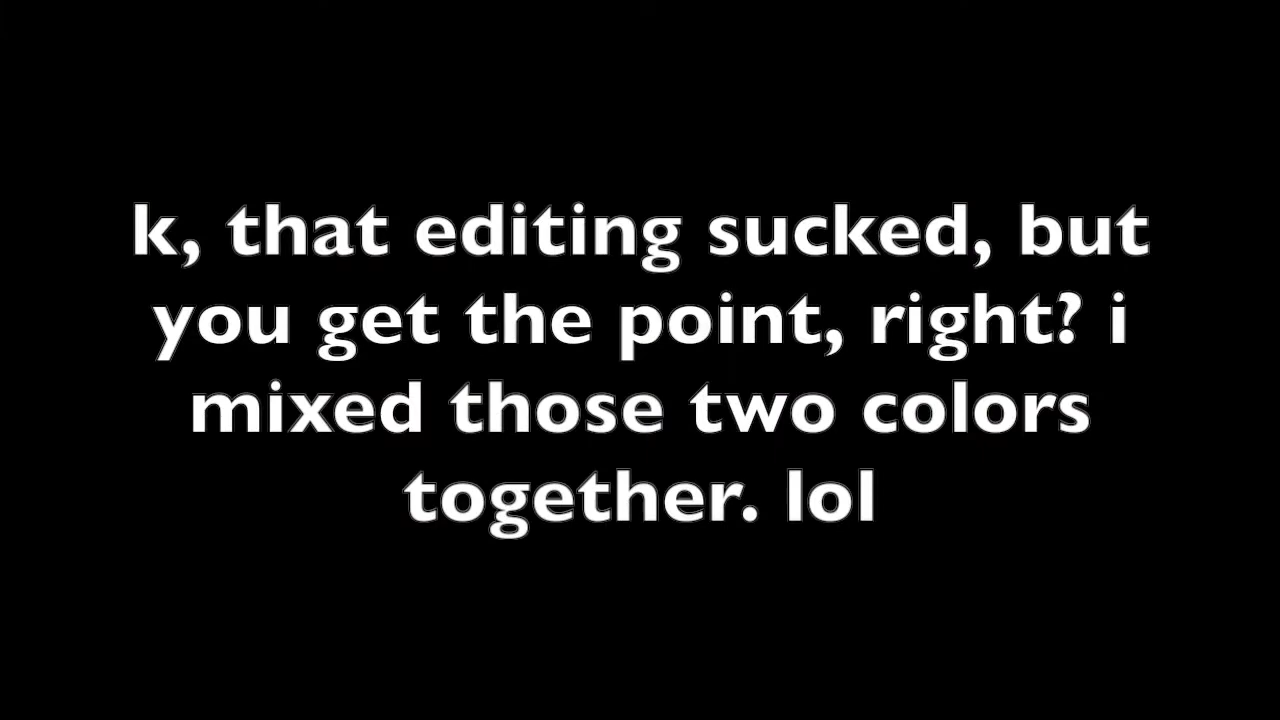 k, that editing sucked, but
you get the point, right? i
mixed those two colors
together. lol